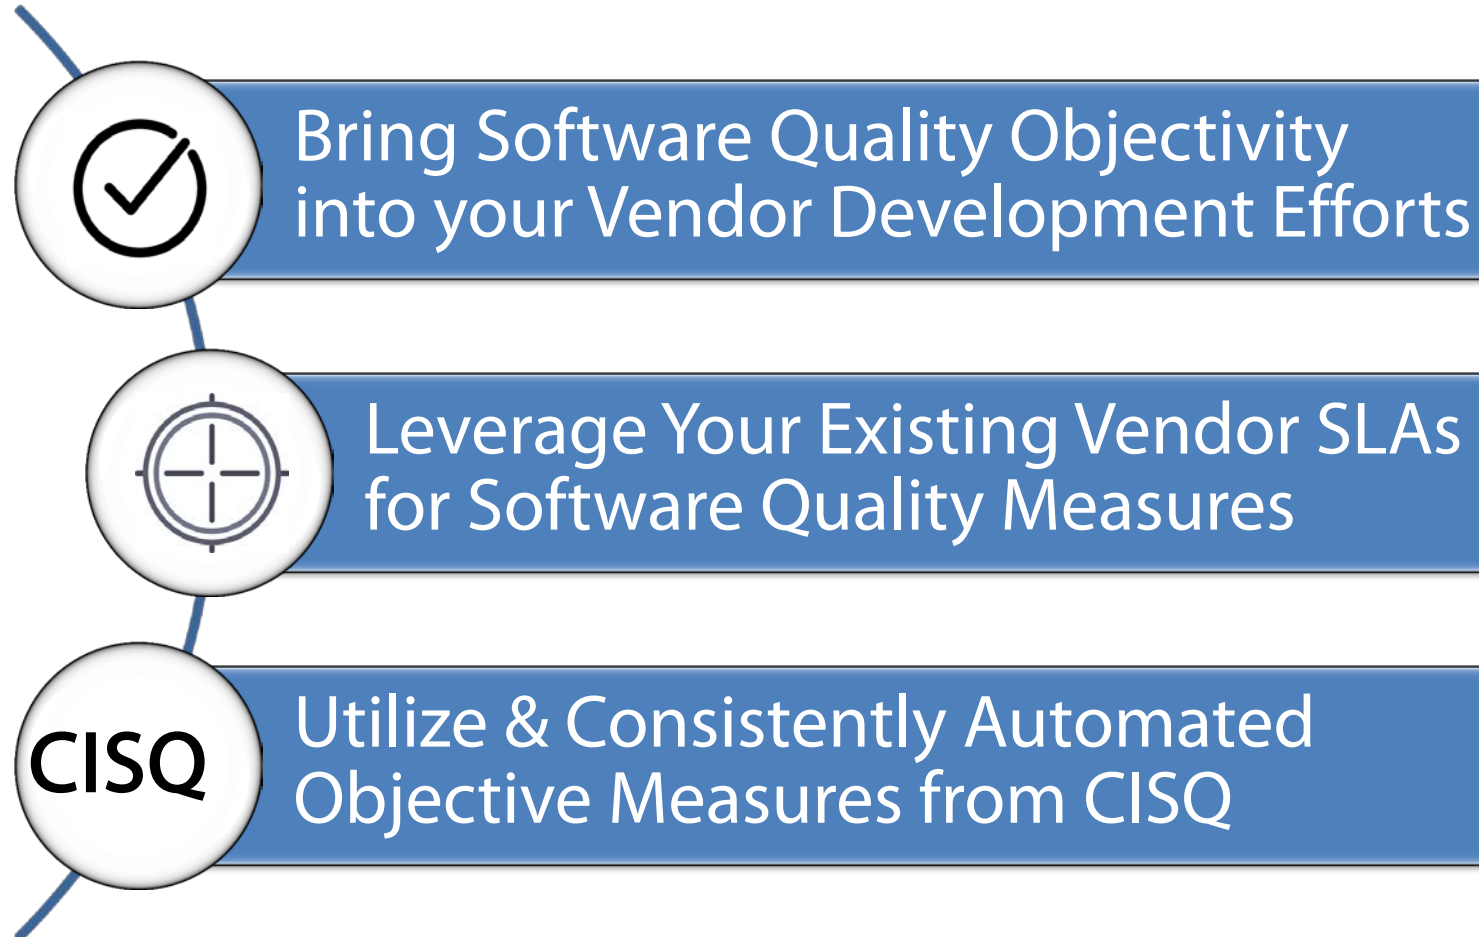 Bring Software Quality Objectivity
into your Vendor Development Efforts
Leverage Your Existing Vendor SLAs
for Software Quality Measures
CISQ
Utilize & Consistently Automated
Objective Measures from CISQ